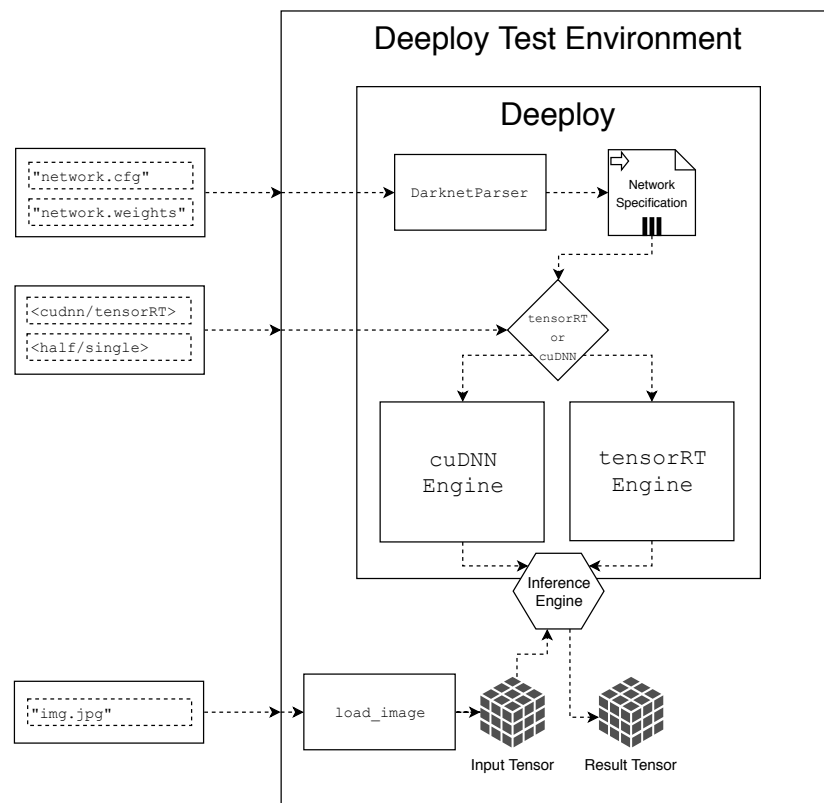 Deeploy Test Environment
Deeploy
"network.cfg"
"network.weights"
DarknetParser
Network
Specification
<cudnn/tensorRT>
<half/single>
tensorRT
or
cuDNN
cuDNN
Engine
tensorRT
Engine
Inference
Engine
"img.jpg"
load_image
Input Tensor
Result Tensor